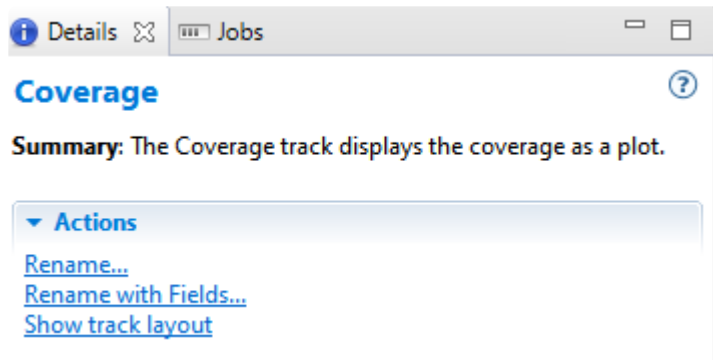 Details Jobs
Coverage
Summary: The Coverage track displays the coverage as a plot.
Actions
Rename...
Rename with Fields...
Show track layout